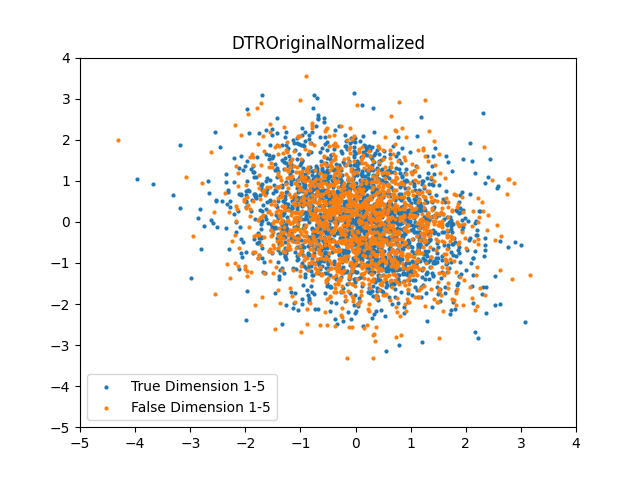 DTROriginalNormalized
4
3
2
1
0
−1
−2
−3
−4
−5
True Dimension 1-5
False Dimension 1-5
−5 −4 −3 −2 −1 0 1 2 3 4